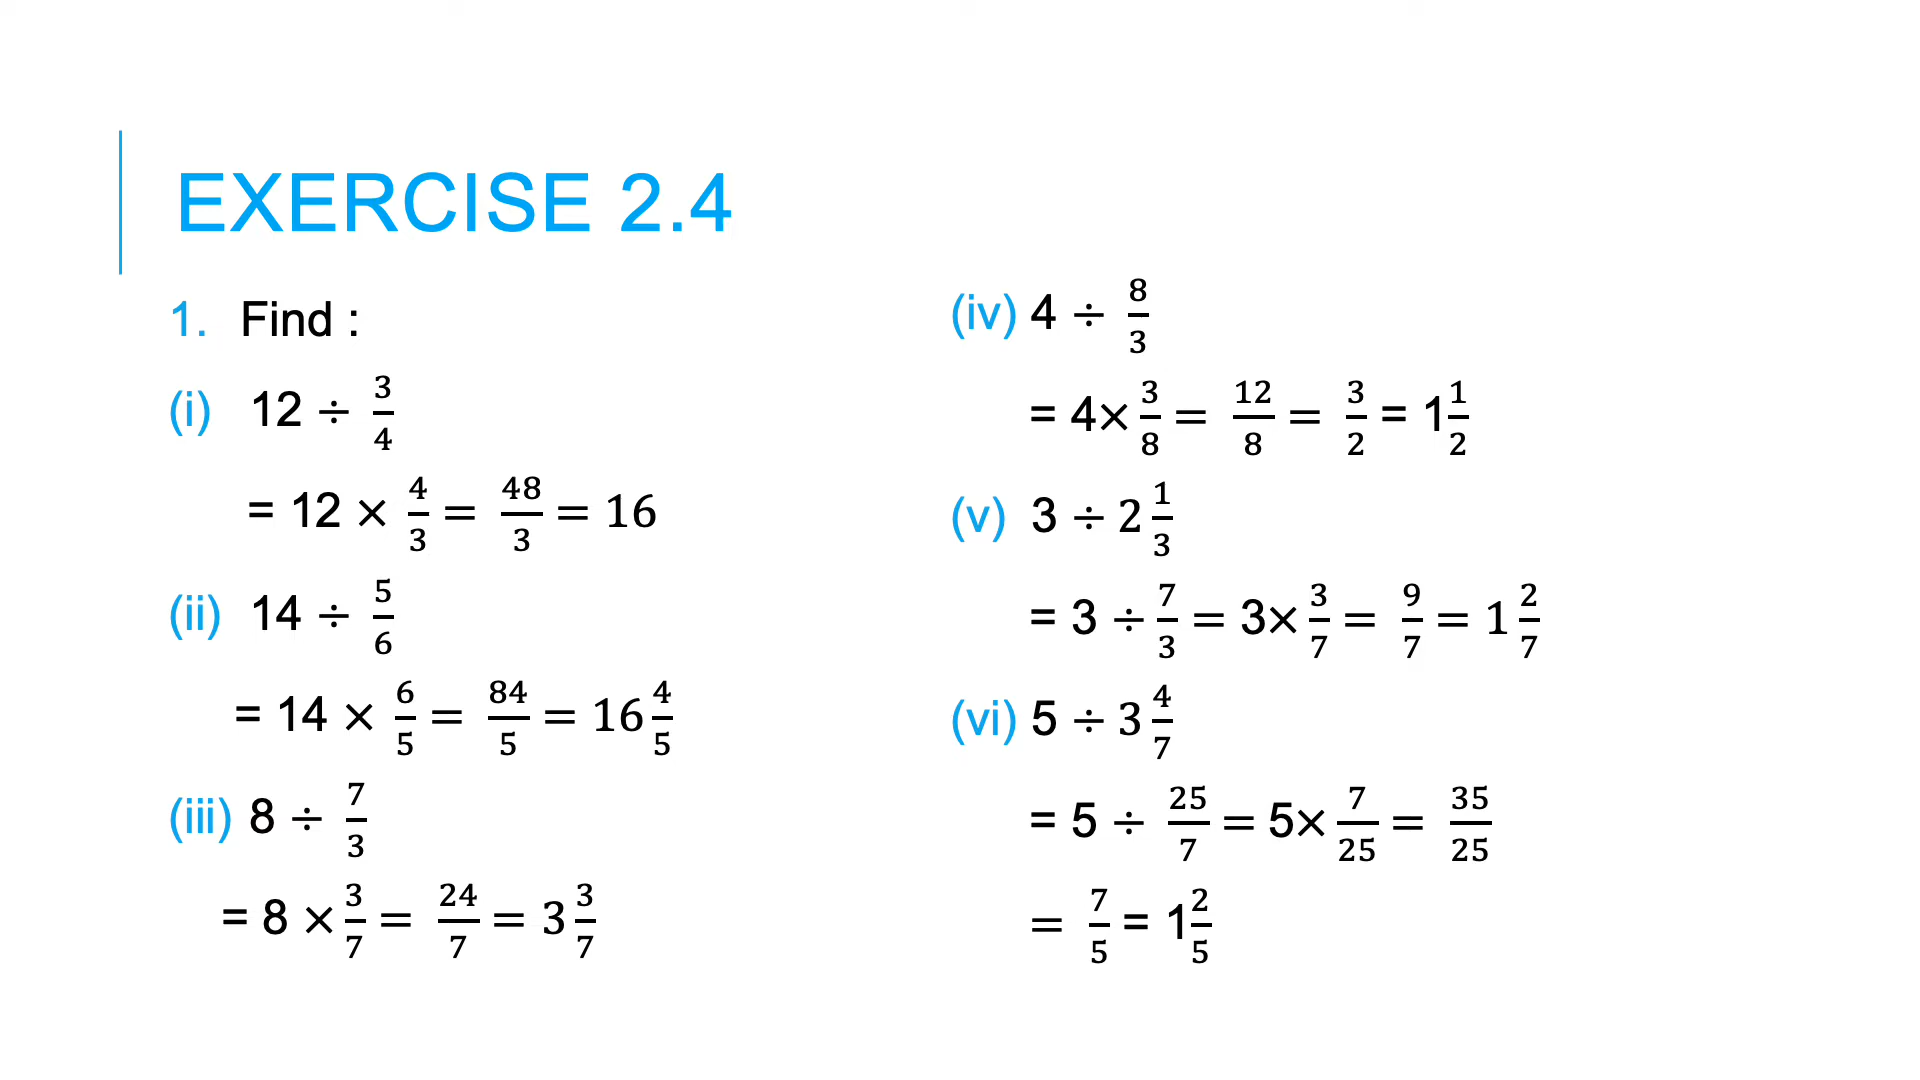 EXERCISE 2.4
1. Find :
(i) 12 ÷ 3/4
= 12 × 4/3 = 48/3 = 16
(ii) 14 ÷ 5/6
= 14 × 6/5 = 84/5 = 16 4/5
(iii) 8 ÷ 7/3
= 8 × 3/7 = 24/7 = 3 3/7
(iv) 4 ÷ 8/3
= 4× 3/8 = 12/8 = 3/2 = 1 1/2
(v) 3 ÷ 2 1/3
= 3 ÷ 7/3 = 3× 3/7 = 9/7 = 1 2/7
(vi) 5 ÷ 3 4/7
= 5 ÷ 25/7 = 5× 7/25 = 35/25
= 7/5 = 1 2/5